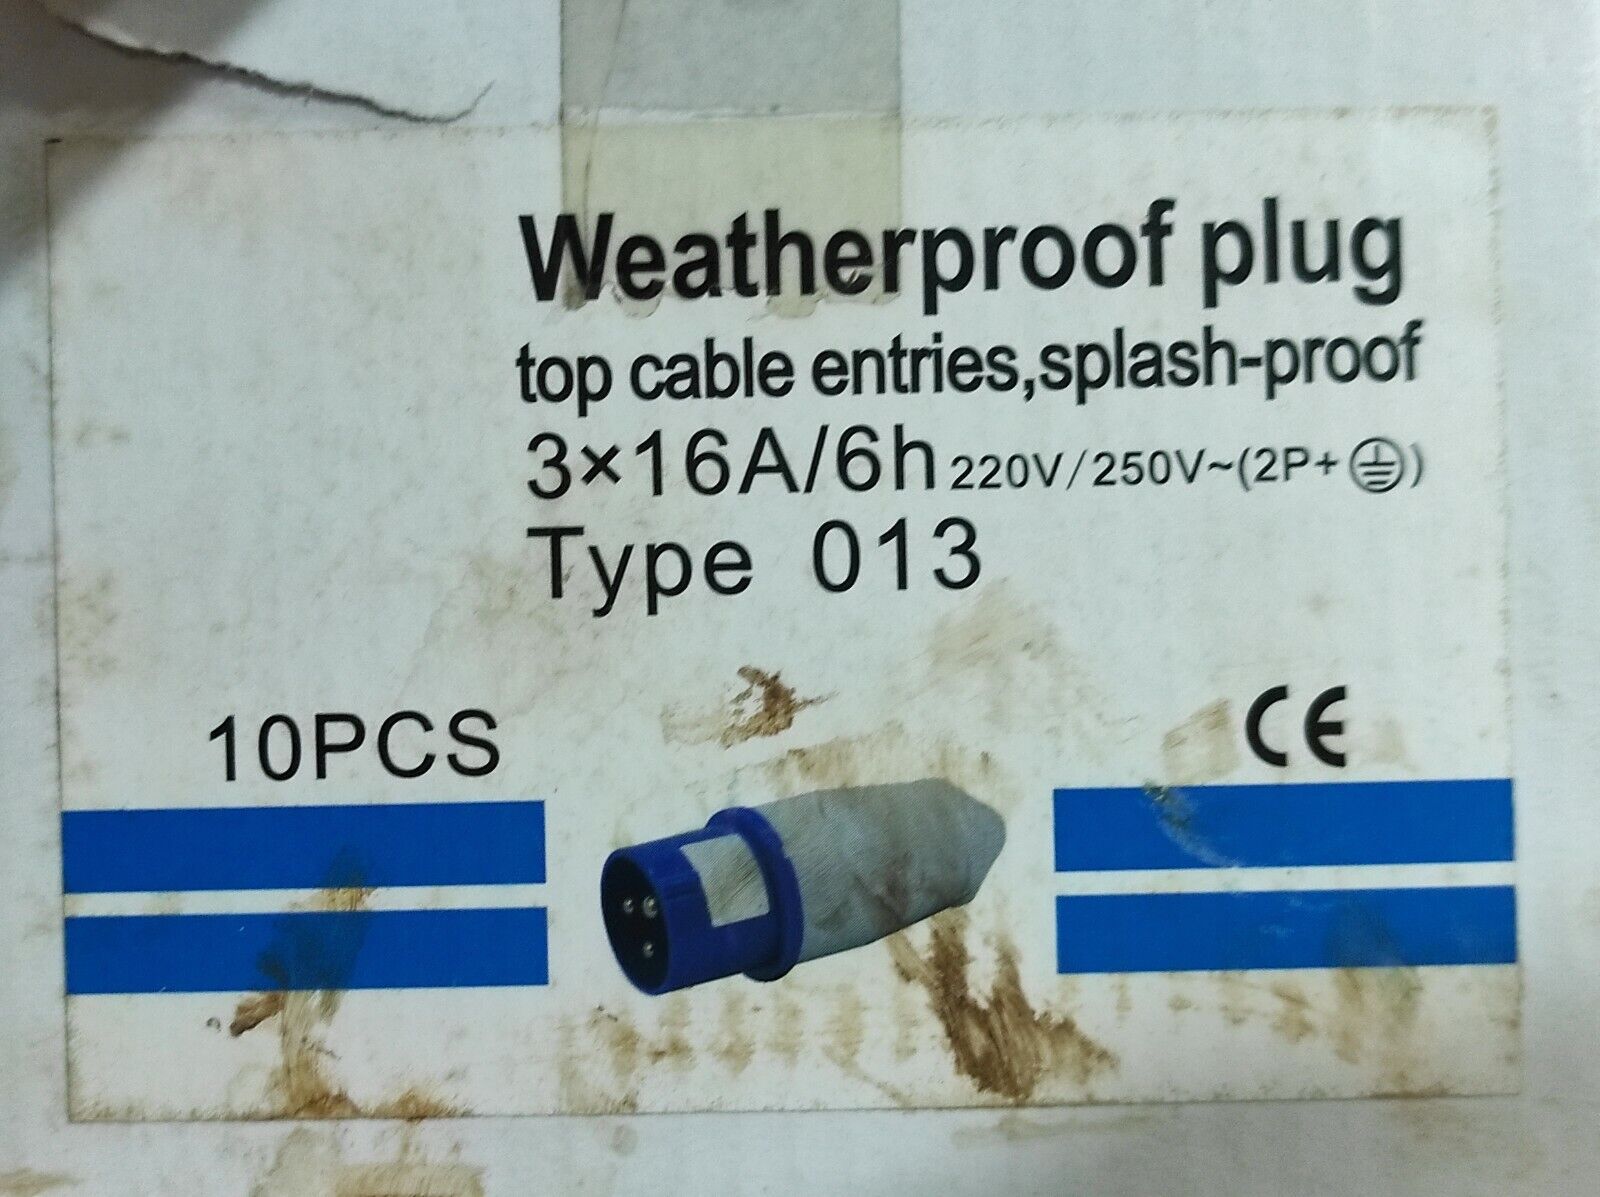 Weatherproof plug
top cable entries,splash-proof
3×16A/6h 220V/250V~(2P+⏚)
Type 013
10PCS
CE